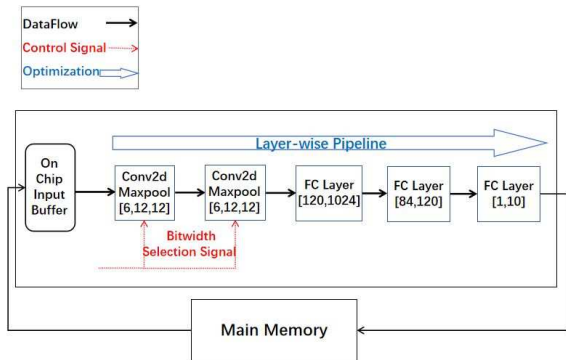 DataFlow
Control Signal
Optimization
Layer-wise Pipeline
On
Chip
Input
Buffer
Conv2d
Maxpool
[6,12,12]
Conv2d
Maxpool
[6,12,12]
FC Layer
[120,1024]
FC Layer
[84,120]
FC Layer
[1,10]
Bitwidth
Selection Signal
Main Memory